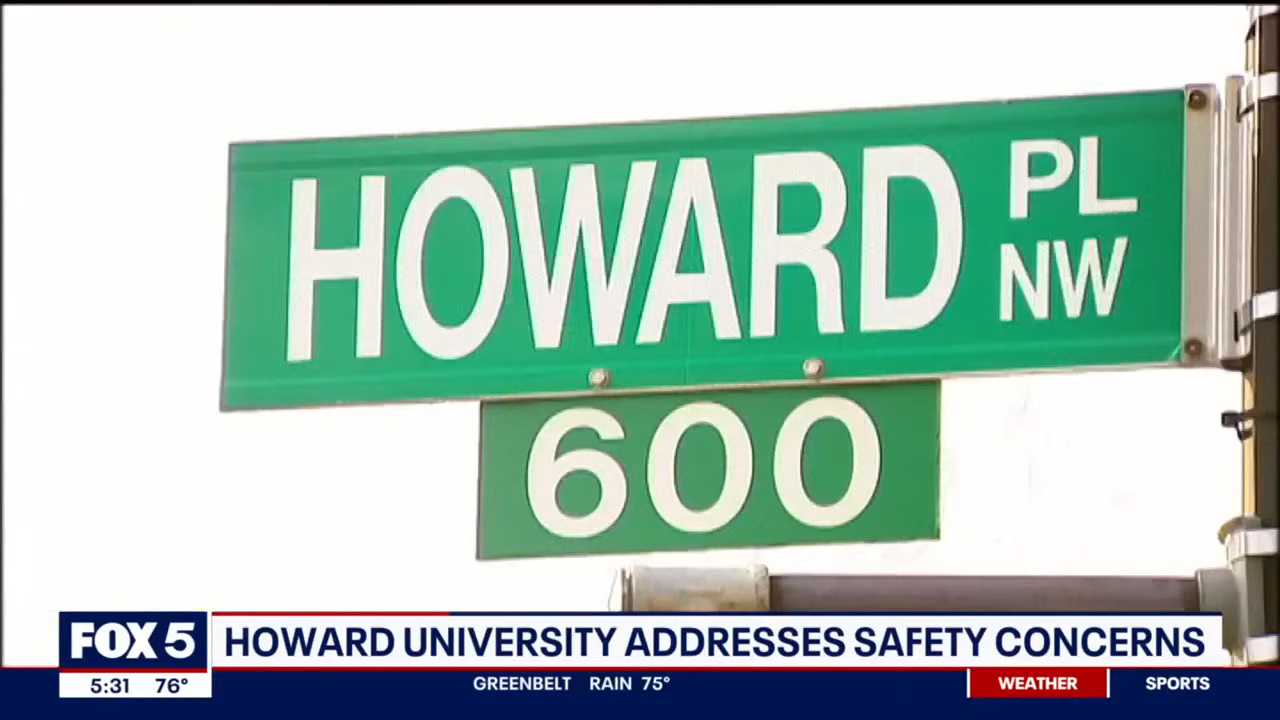 HOWARD PL NW
600
FOX 5
HOWARD UNIVERSITY ADDRESSES SAFETY CONCERNS
5:31 76° GREENBELT RAIN 75° WEATHER SPORTS